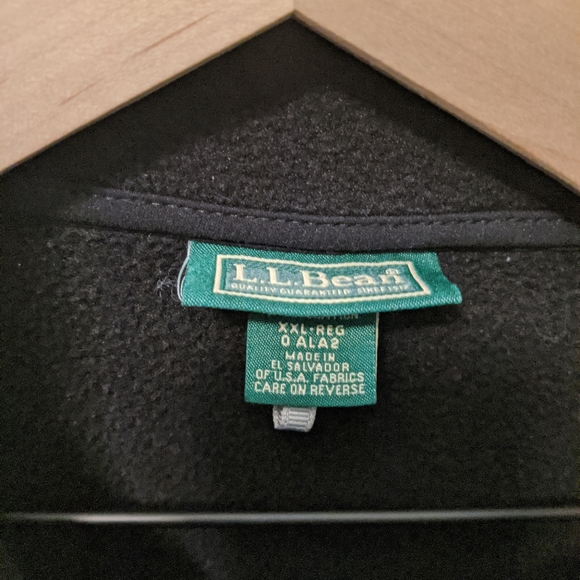 L.L.Bean®
QUALITY GUARANTEED SINCE 1912
XXL-REG
0 ALA2
MADE IN
EL SALVADOR
OF U.S.A. FABRICS
CARE ON REVERSE